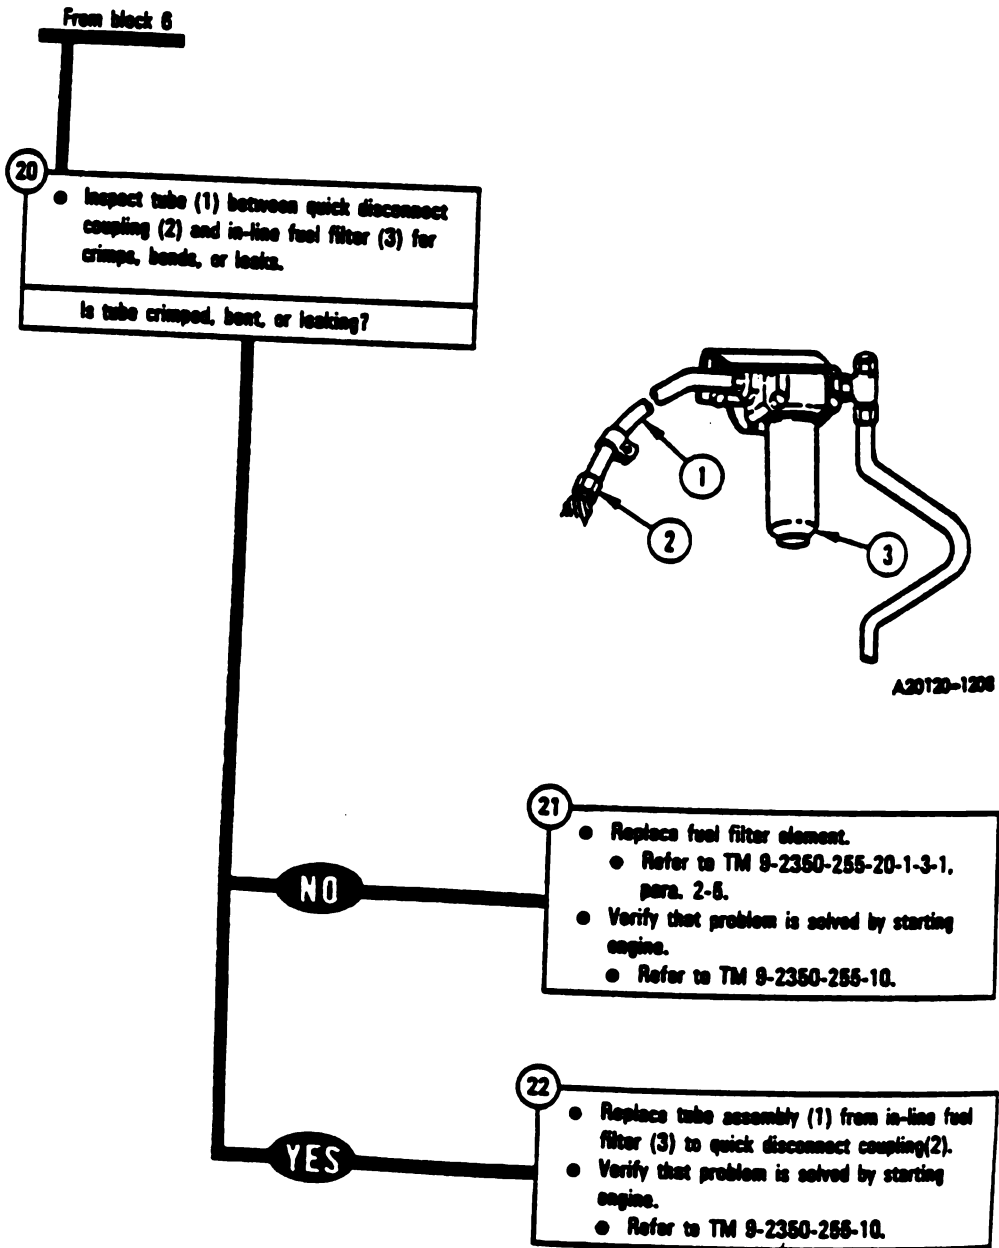 From block 6
20
● Inspect tube (1) between quick disconnect
coupling (2) and in-line fuel filter (3) for
crimps, bends, or leaks.
Is tube crimped, bent, or leaking?
1
2
3
A20120-1208
21
● Replace fuel filter element.
● Refer to TM 9-2350-255-20-1-3-1,
para. 2-5.
● Verify that problem is solved by starting
engine.
● Refer to TM 9-2350-255-10.
NO
22
● Replace tube assembly (1) from in-line fuel
filter (3) to quick disconnect coupling(2).
● Verify that problem is solved by starting
engine.
● Refer to TM 9-2350-255-10.
YES